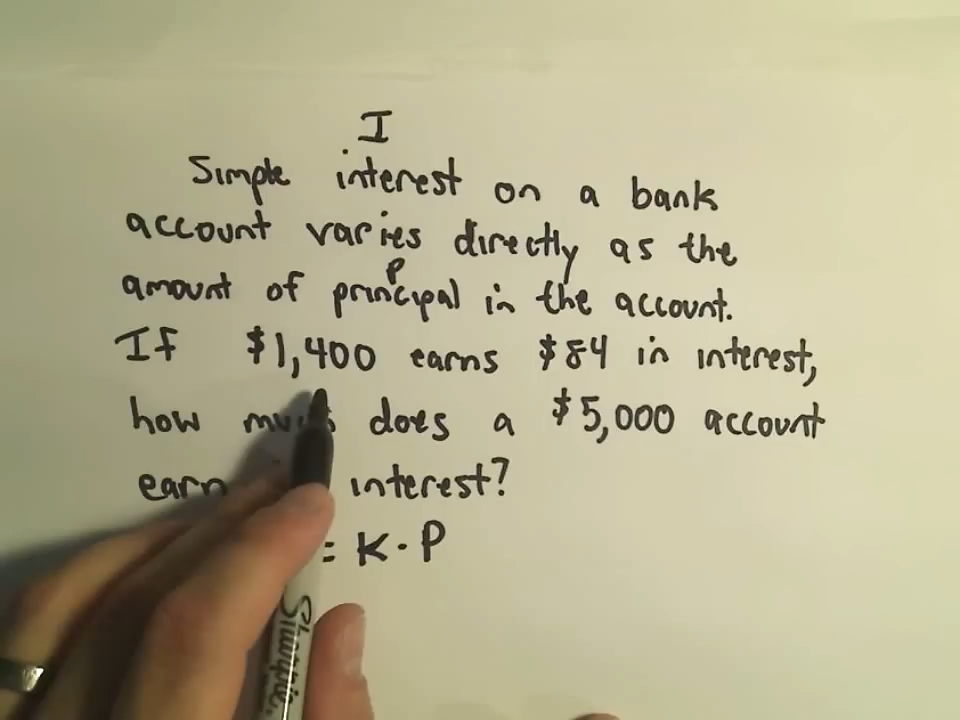 I
Simple interest on a bank
account varies directly as the
P
amount of principal in the account.
If $1,400 earns $84 in interest,
how much does a $5,000 account
earn interest?
= K · P
Sharpie.